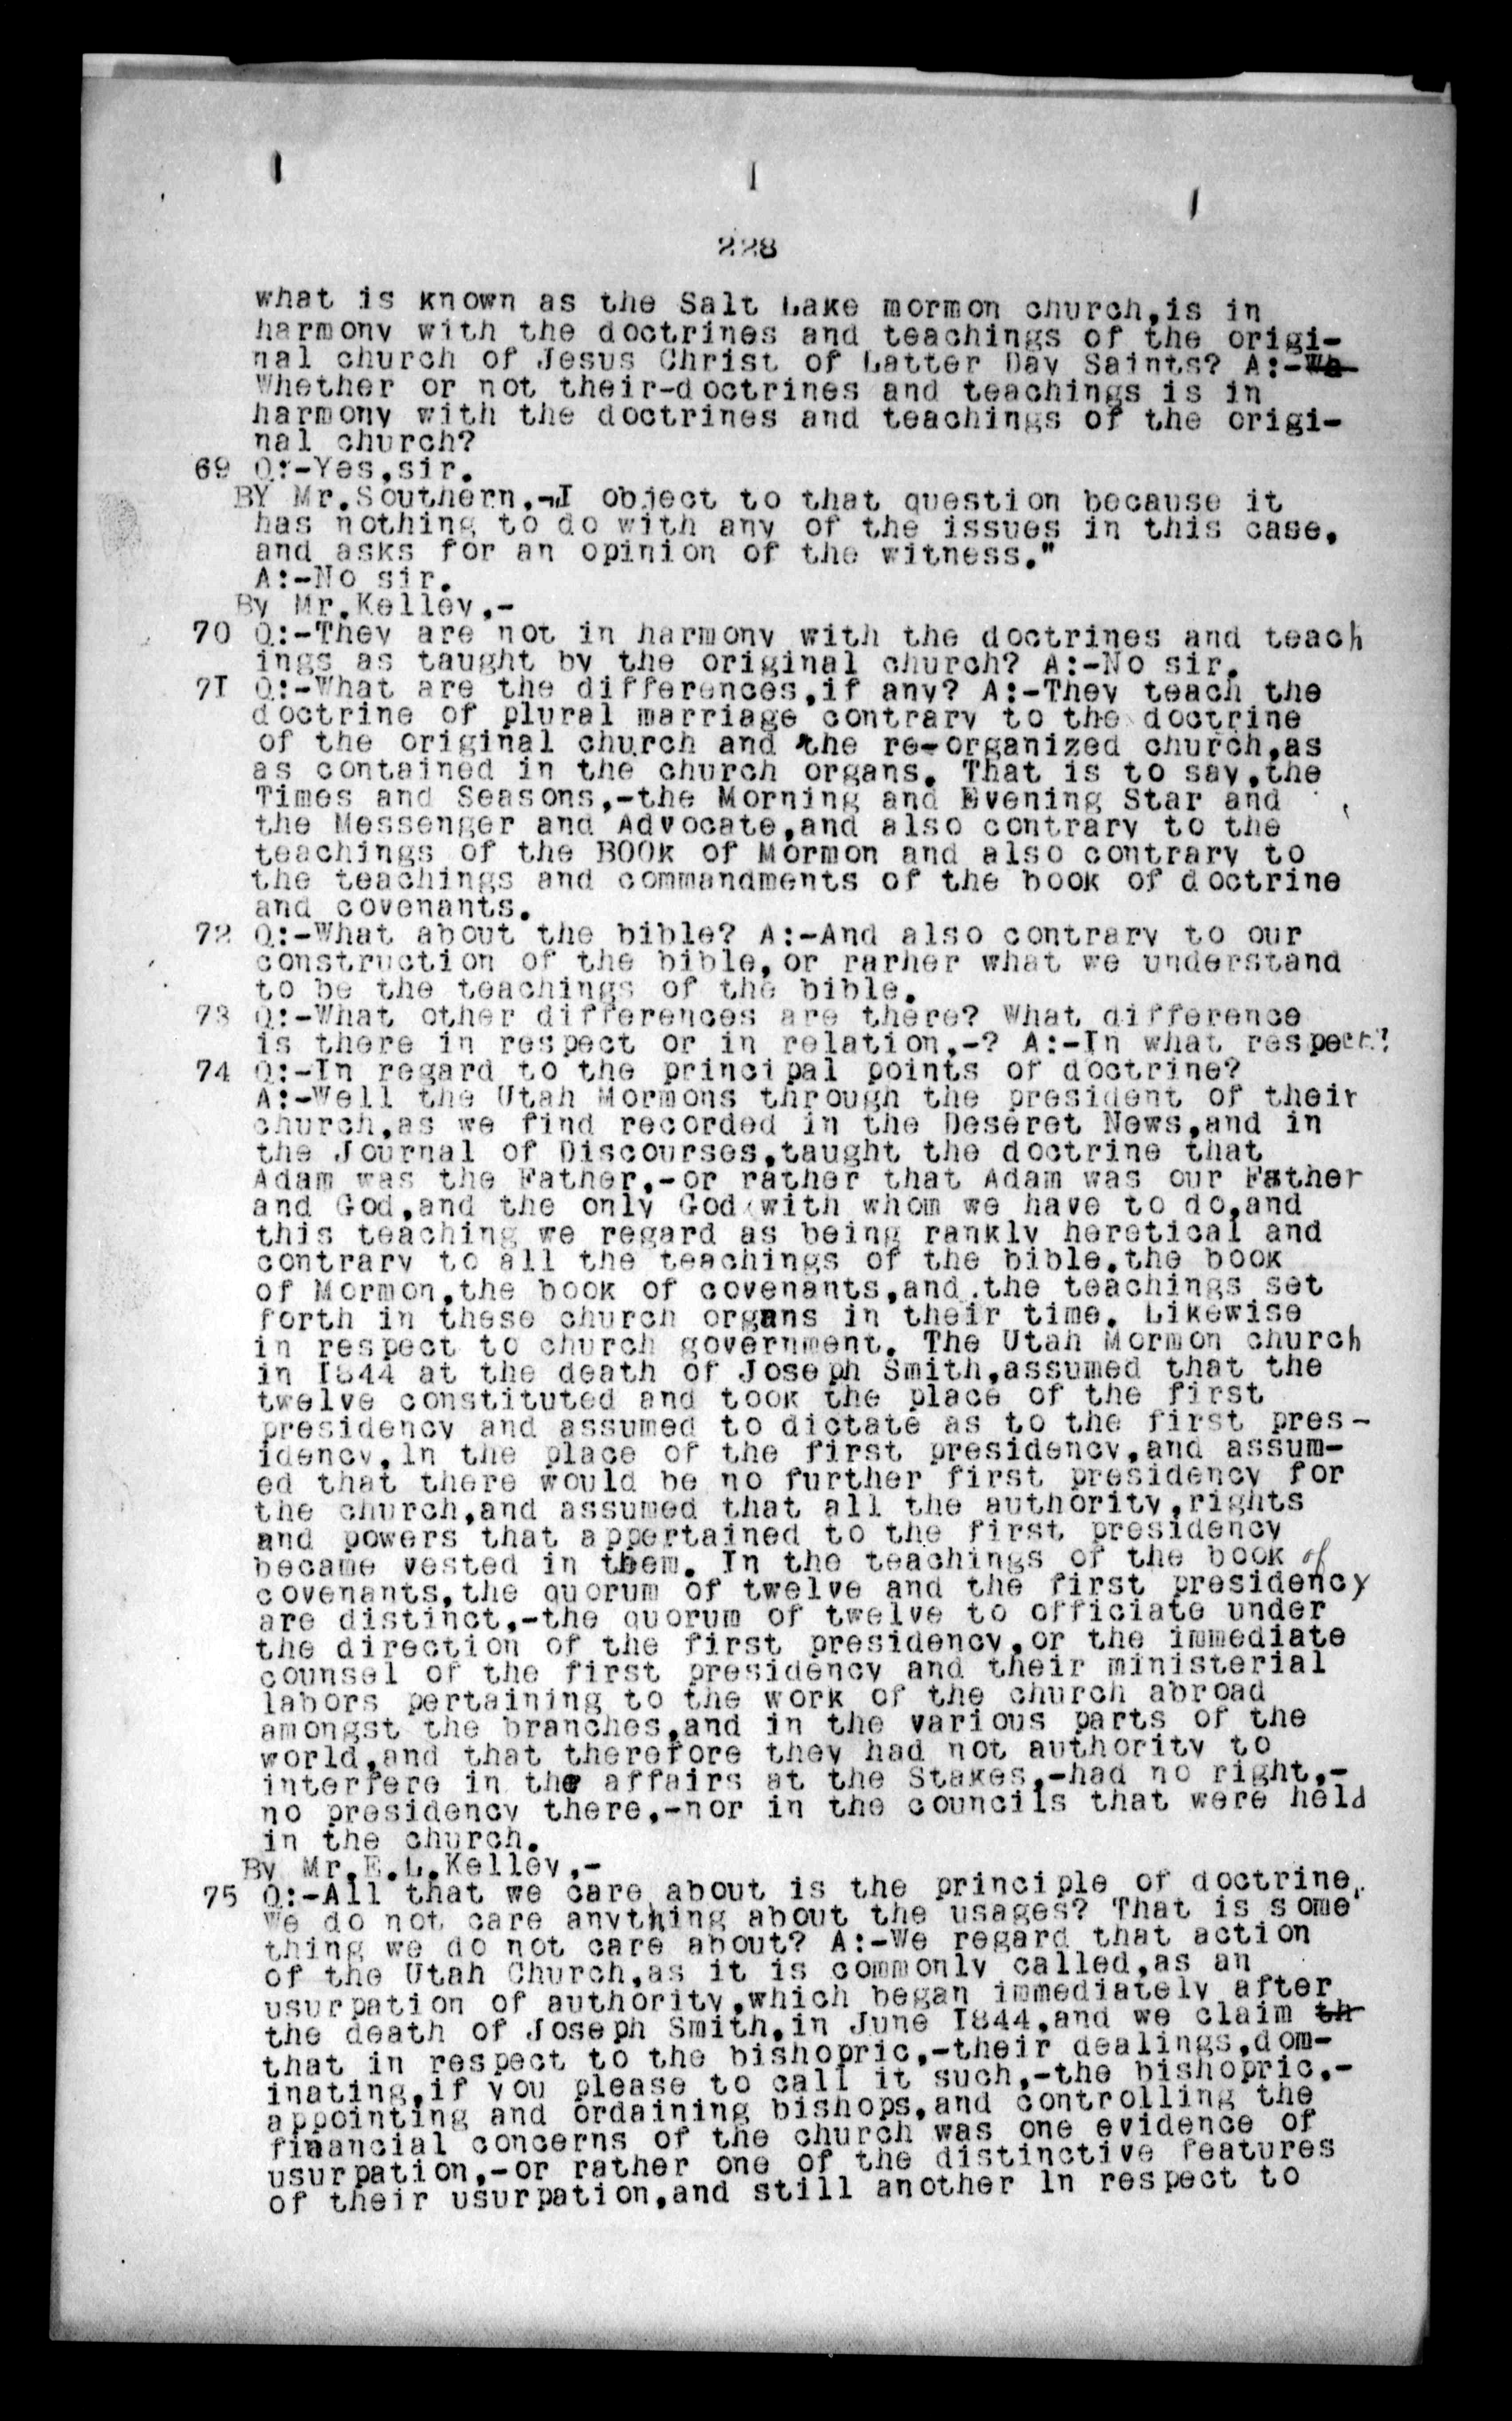 228
what is known as the Salt Lake mormon church,is in
harmony with the doctrines and teachings of the origi-
nal church of Jesus Christ of Latter Day Saints? A:-Wa
Whether or not their-doctrines and teachings is in
harmony with the doctrines and teachings of the origi-
nal church?
69 Q:-Yes,sir.
BY Mr.Southern.-I object to that question because it
has nothing to do with any of the issues in this case,
and asks for an opinion of the witness."
A:-No sir.
By Mr.Kelley,-
70 Q:-They are not in harmony with the doctrines and teach
ings as taught by the original church? A:-No sir.
71 Q:-What are the differences,if any? A:-They teach the
doctrine of plural marriage contrary to the doctrine
of the original church and the re-organized church,as
as contained in the church organs. That is to say,the
Times and Seasons,-the Morning and Evening Star and
the Messenger and Advocate,and also contrary to the
teachings of the BOOk of Mormon and also contrary to
the teachings and commandments of the book of doctrine
and covenants.
72 Q:-What about the bible? A:-And also contrary to our
construction of the bible,or rarher what we understand
to be the teachings of the bible.
73 Q:-What other differences are there? What difference
is there in respect or in relation,-? A:-In what respect?
74 Q:-In regard to the principal points of doctrine?
A:-Well the Utah Mormons through the president of their
church,as we find recorded in the Deseret News,and in
the Journal of Discourses,taught the doctrine that
Adam was the Father,-or rather that Adam was our Father
and God,and the only God with whom we have to do,and
this teaching we regard as being rankly heretical and
contrary to all the teachings of the bible,the book
of Mormon,the book of covenants,and.the teachings set
forth in these church organs in their time. Likewise
in respect to church government. The Utah Mormon church
in I844 at the death of Joseph Smith,assumed that the
twelve constituted and took the place of the first
presidency and assumed to dictate as to the first pres-
idency,in the place of the first presidency,and assum-
ed that there would be no further first presidency for
the church,and assumed that all the authority,rights
and powers that appertained to the first presidency
became vested in them. In the teachings of the book of
covenants,the quorum of twelve and the first presidency
are distinct,-the quorum of twelve to officiate under
the direction of the first presidency,or the immediate
counsel of the first presidency and their ministerial
labors pertaining to the work of the church abroad
amongst the branches,and in the various parts of the
world,and that therefore they had not authority to
interfere in the affairs at the Stakes,-had no right,-
no presidency there,-nor in the councils that were held
in the church.
By Mr.E.L.Kelley,-
75 Q:-All that we care about is the principle of doctrine.
We do not care anything about the usages? That is some
thing we do not care about? A:-We regard that action
of the Utah Church,as it is commonly called,as an
usurpation of authority,which began immediately after
the death of Joseph Smith,in June I844,and we claim th
that in respect to the bishopric,-their dealings,dom-
inating,if you please to call it such,-the bishopric,-
appointing and ordaining bishops,and controlling the
financial concerns of the church was one evidence of
usurpation,-or rather one of the distinctive features
of their usurpation,and still another in respect to